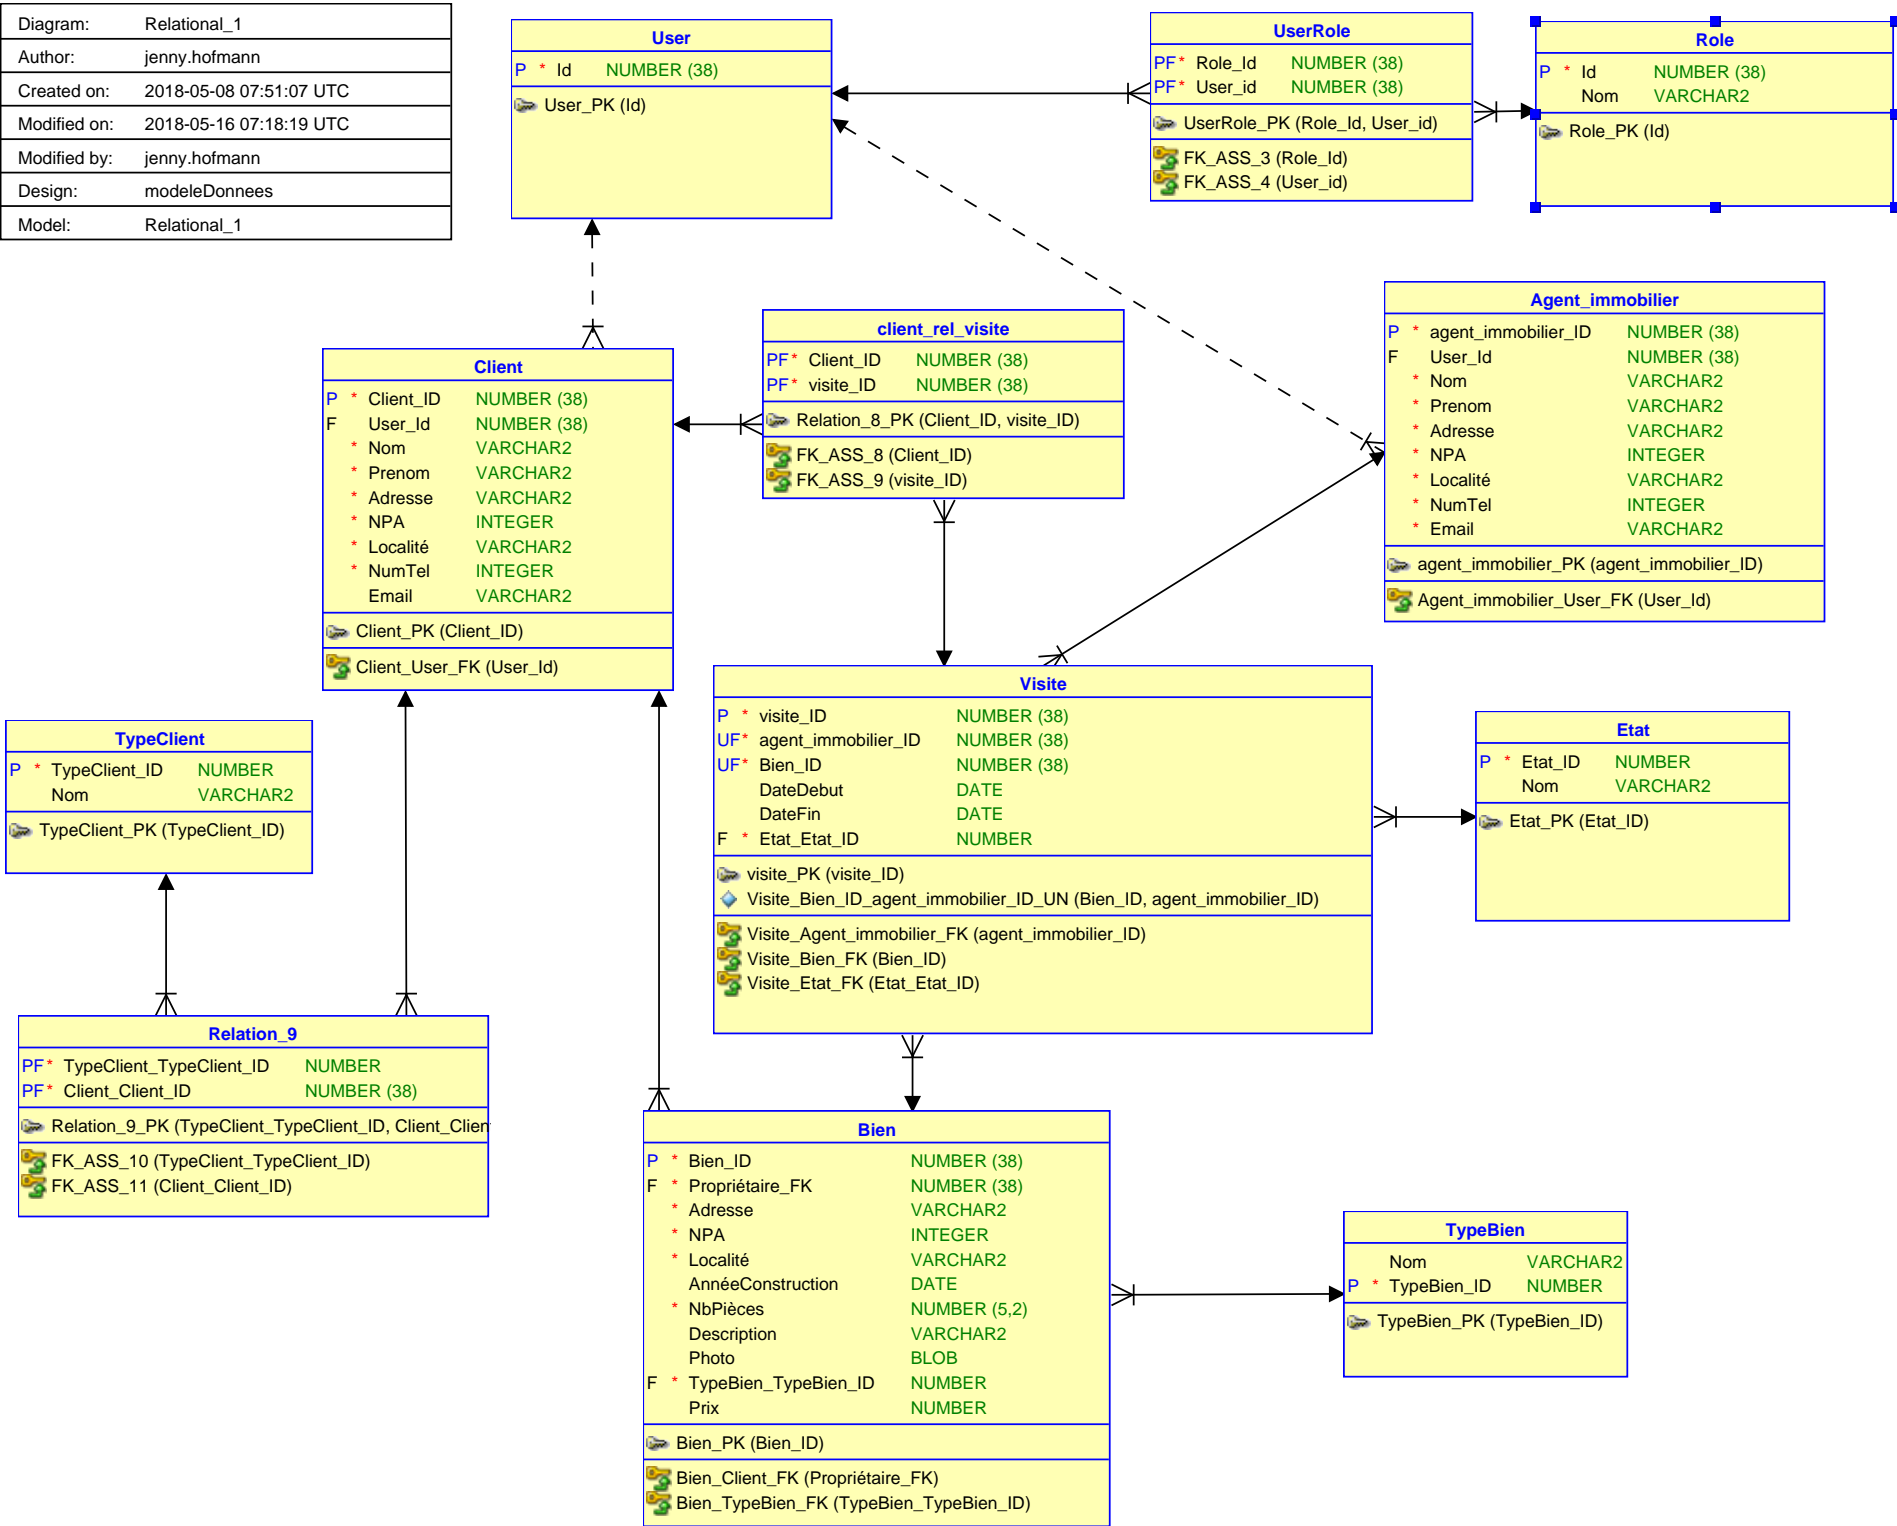 Diagram: Relational_1
Author: jenny.hofmann
Created on: 2018-05-08 07:51:07 UTC
Modified on: 2018-05-16 07:18:19 UTC
Modified by: jenny.hofmann
Design: modeleDonnees
Model: Relational_1
User
P * Id NUMBER (38)
User_PK (Id)
UserRole
PF* Role_Id NUMBER (38)
PF* User_id NUMBER (38)
UserRole_PK (Role_Id, User_id)
FK_ASS_3 (Role_Id)
FK_ASS_4 (User_id)
Role
P * Id NUMBER (38)
Nom VARCHAR2
Role_PK (Id)
Agent_immobilier
P * agent_immobilier_ID NUMBER (38)
F User_Id NUMBER (38)
* Nom VARCHAR2
* Prenom VARCHAR2
* Adresse VARCHAR2
* NPA INTEGER
* Localité VARCHAR2
* NumTel INTEGER
* Email VARCHAR2
agent_immobilier_PK (agent_immobilier_ID)
Agent_immobilier_User_FK (User_Id)
client_rel_visite
PF* Client_ID NUMBER (38)
PF* visite_ID NUMBER (38)
Relation_8_PK (Client_ID, visite_ID)
FK_ASS_8 (Client_ID)
FK_ASS_9 (visite_ID)
Client
P * Client_ID NUMBER (38)
F User_Id NUMBER (38)
* Nom VARCHAR2
* Prenom VARCHAR2
* Adresse VARCHAR2
* NPA INTEGER
* Localité VARCHAR2
* NumTel INTEGER
Email VARCHAR2
Client_PK (Client_ID)
Client_User_FK (User_Id)
Visite
P * visite_ID NUMBER (38)
UF* agent_immobilier_ID NUMBER (38)
UF* Bien_ID NUMBER (38)
DateDebut DATE
DateFin DATE
F * Etat_Etat_ID NUMBER
visite_PK (visite_ID)
Visite_Bien_ID_agent_immobilier_ID_UN (Bien_ID, agent_immobilier_ID)
Visite_Agent_immobilier_FK (agent_immobilier_ID)
Visite_Bien_FK (Bien_ID)
Visite_Etat_FK (Etat_Etat_ID)
Etat
P * Etat_ID NUMBER
Nom VARCHAR2
Etat_PK (Etat_ID)
TypeClient
P * TypeClient_ID NUMBER
Nom VARCHAR2
TypeClient_PK (TypeClient_ID)
Relation_9
PF* TypeClient_TypeClient_ID NUMBER
PF* Client_Client_ID NUMBER (38)
Relation_9_PK (TypeClient_TypeClient_ID, Client_Clien
FK_ASS_10 (TypeClient_TypeClient_ID)
FK_ASS_11 (Client_Client_ID)
Bien
P * Bien_ID NUMBER (38)
F * Propriétaire_FK NUMBER (38)
* Adresse VARCHAR2
* NPA INTEGER
* Localité VARCHAR2
AnnéeConstruction DATE
* NbPièces NUMBER (5,2)
Description VARCHAR2
Photo BLOB
F * TypeBien_TypeBien_ID NUMBER
Prix NUMBER
Bien_PK (Bien_ID)
Bien_Client_FK (Propriétaire_FK)
Bien_TypeBien_FK (TypeBien_TypeBien_ID)
TypeBien
Nom VARCHAR2
P * TypeBien_ID NUMBER
TypeBien_PK (TypeBien_ID)